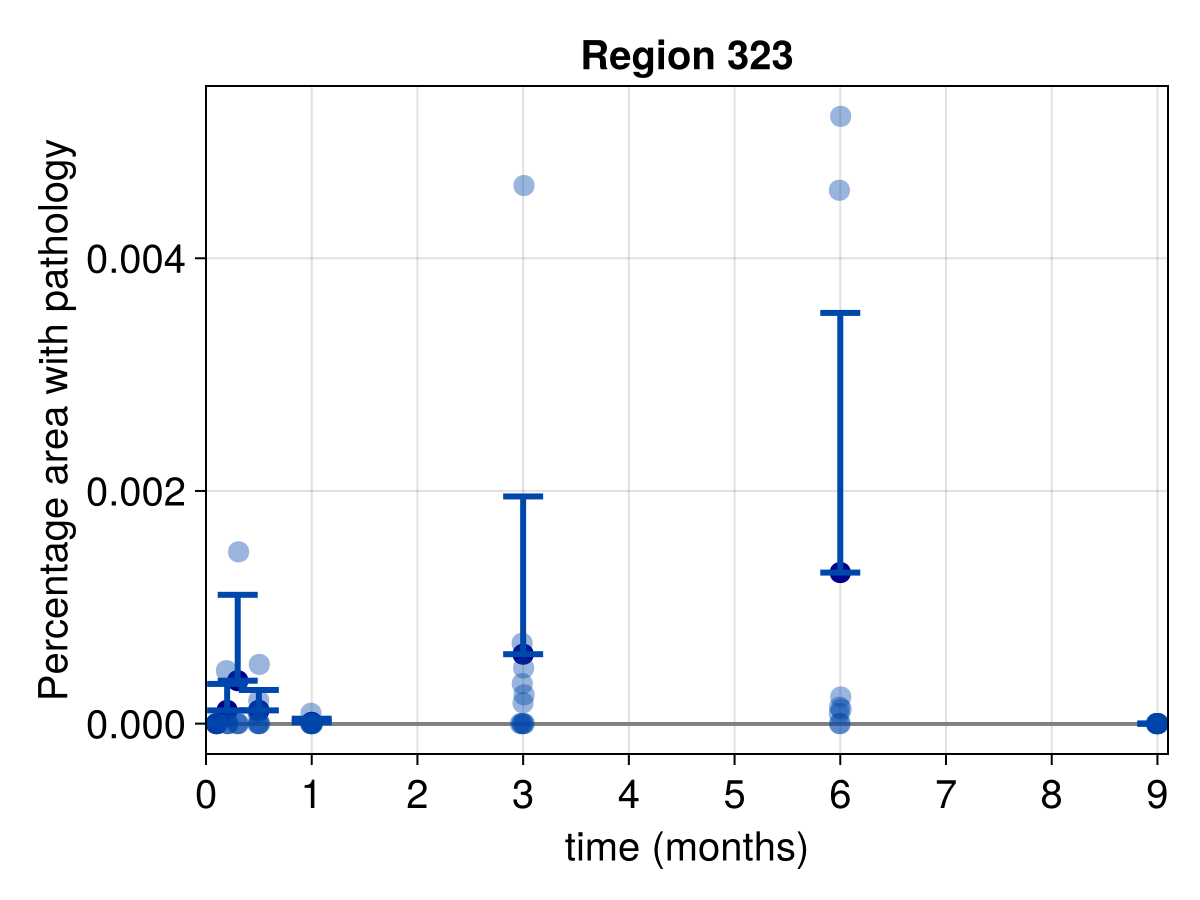 Region 323
Percentage area with pathology
0.004
0.002
0.000
0 1 2 3 4 5 6 7 8 9
time (months)